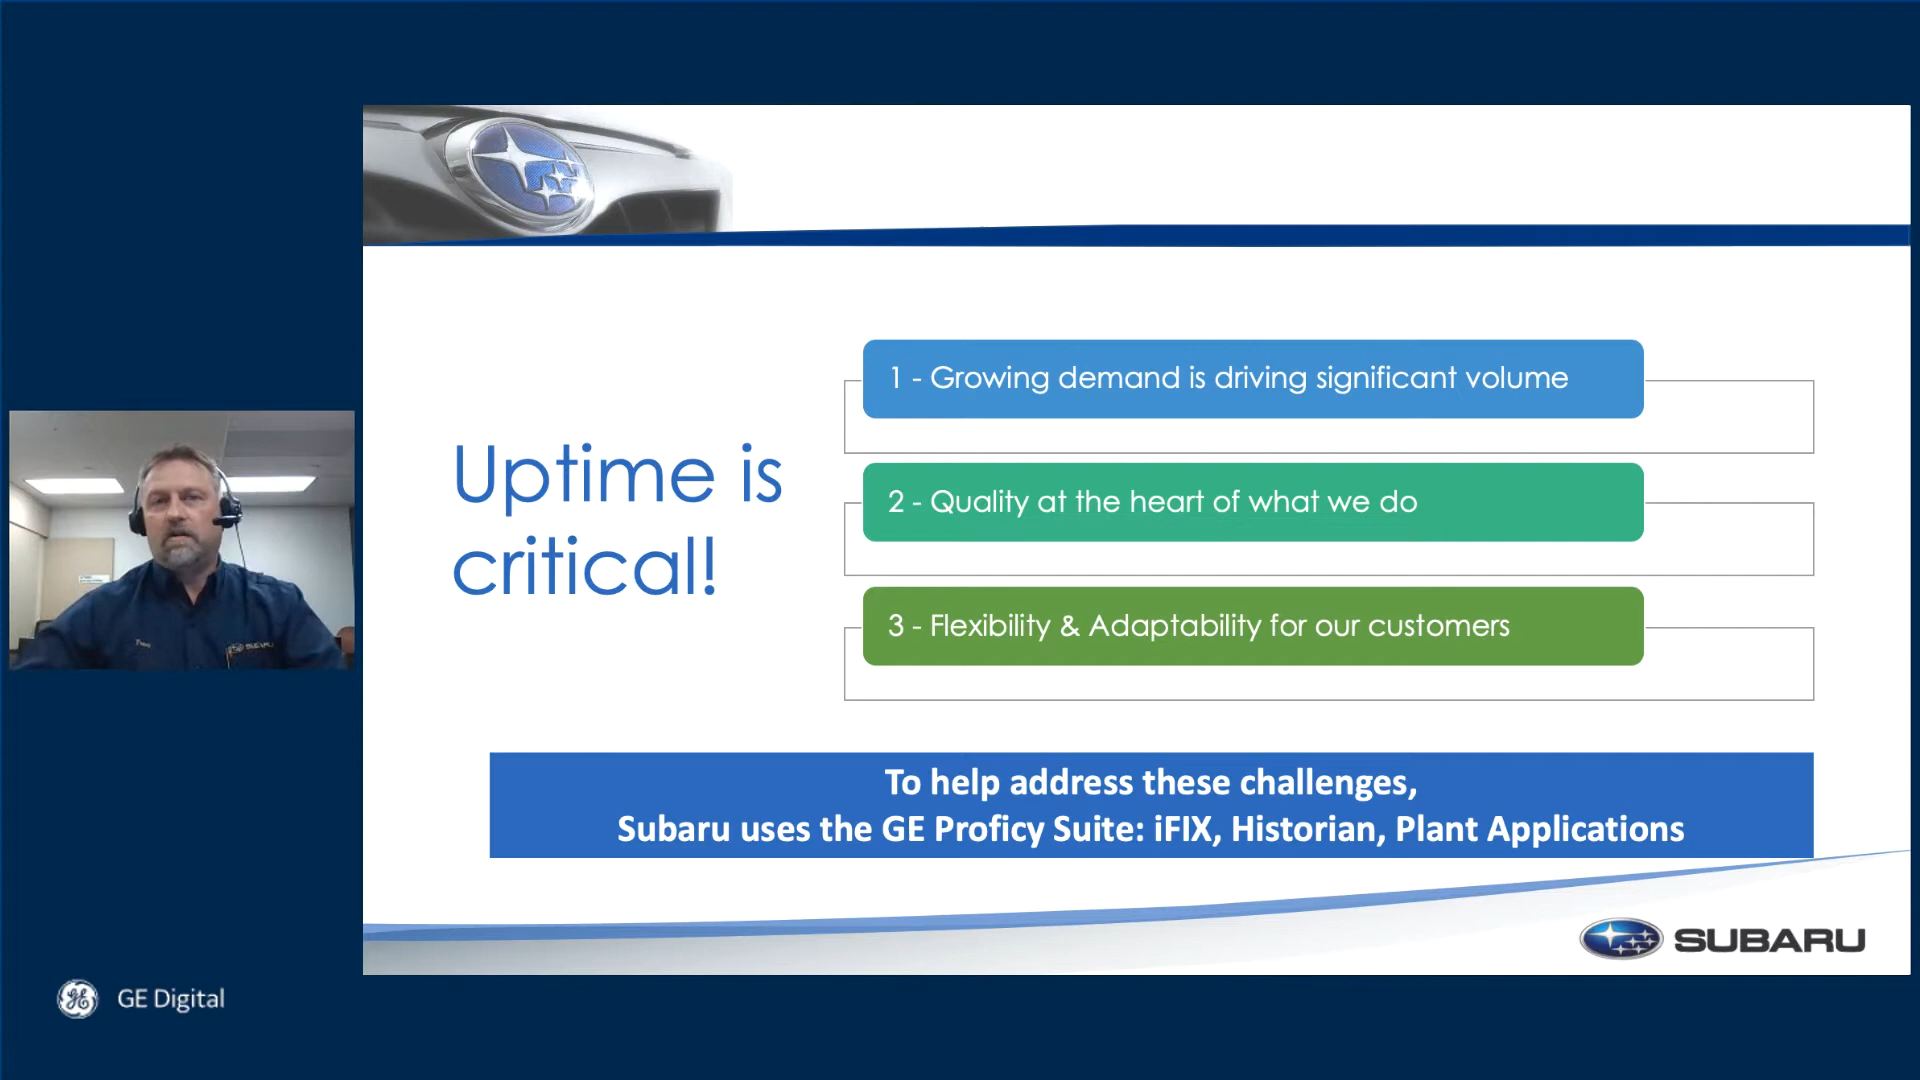 Uptime is
critical!
1 - Growing demand is driving significant volume
2 - Quality at the heart of what we do
3 - Flexibility & Adaptability for our customers
To help address these challenges,
Subaru uses the GE Proficy Suite: iFIX, Historian, Plant Applications
SUBARU
SUBARU
GE Digital